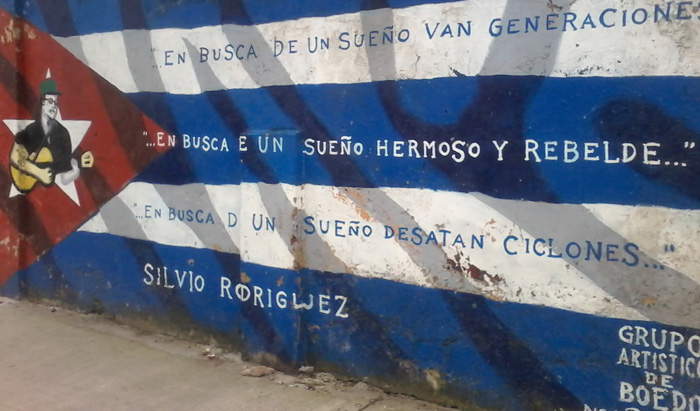 "...EN BUSCA DE UN SUEÑO VAN GENERACIONE
"...EN BUSCA E UN SUEÑO HERMOSO Y REBELDE..."
"...EN BUSCA D UN SUEÑO DESATAN CICLONES..."
SILVIO RORIGUEZ
GRUPO
ARTISTICO
DE
BOEDO